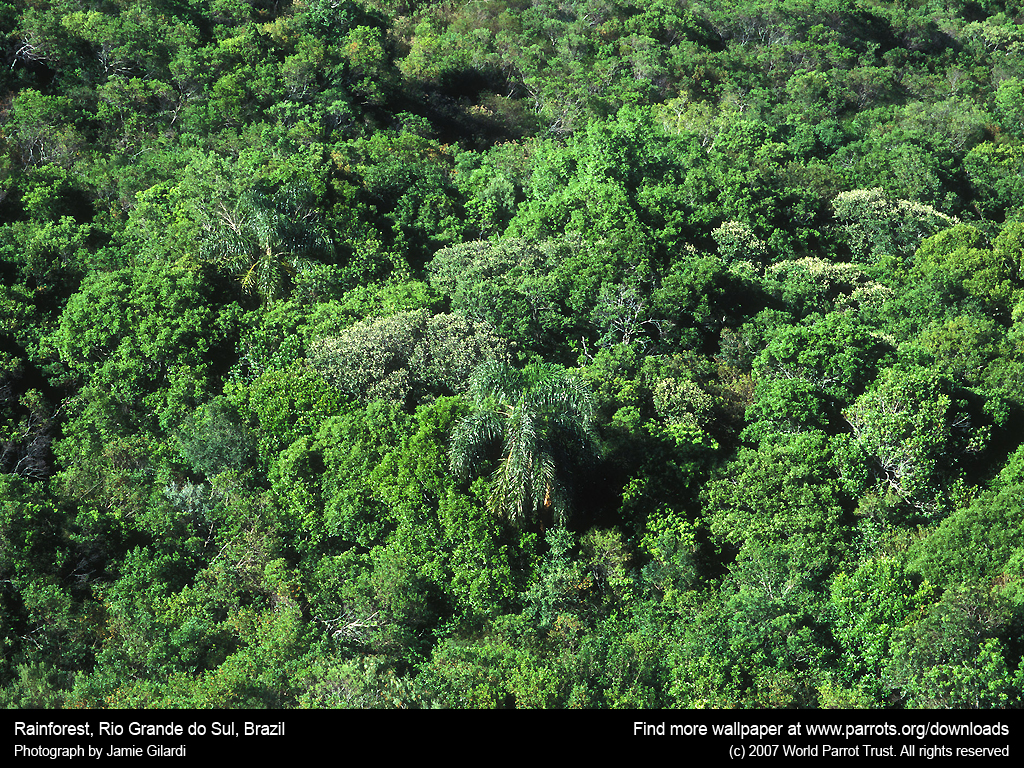 Rainforest, Rio Grande do Sul, Brazil
Find more wallpaper at www.parrots.org/downloads
Photograph by Jamie Gilardi
(c) 2007 World Parrot Trust. All rights reserved